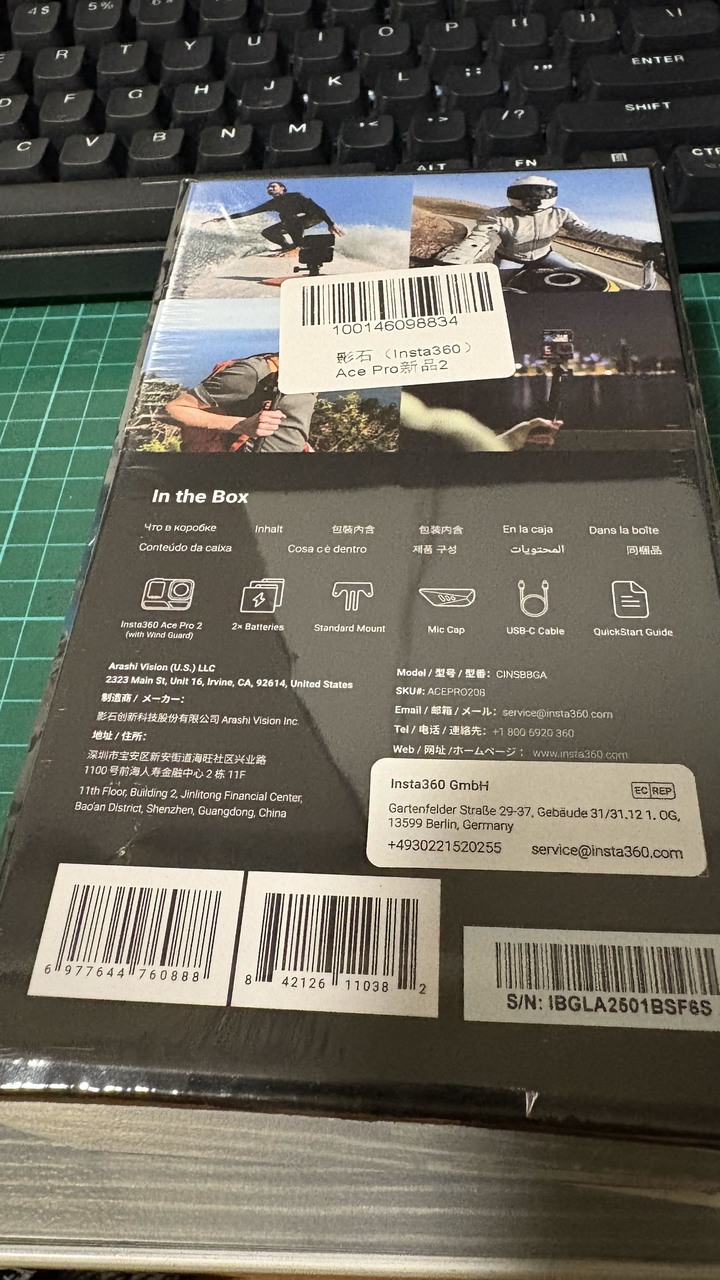 4$
5%
R
T
Y
U
I
O
P
[{
]}
\|
D
F
G
H
J
K
L
ENTER
C
V
B
N
M
SHIFT
ALT
FN
100146098834
影石（Insta360）
Ace Pro新品2
In the Box
Что в коробке Inhalt 包裝內含 包装内含 En la caja Dans la boîte
Conteúdo da caixa Cosa c'è dentro 제품 구성 المحتويات 同梱品
Insta360 Ace Pro 2 2× Batteries Standard Mount Mic Cap USB-C Cable QuickStart Guide
(with Wind Guard)
Arashi Vision (U.S.) LLC
2323 Main St, Unit 16, Irvine, CA, 92614, United States
制造商 / メーカー：
影石创新科技股份有限公司 Arashi Vision Inc.
地址 / 住所：
深圳市宝安区新安街道海旺社区兴业路
1100号前海人寿金融中心2栋 11F
11th Floor, Building 2, Jinlitong Financial Center,
Bao'an District, Shenzhen, Guangdong, China
Model / 型号 / 型番： CINSBBGA
SKU#: ACEPRO208
Email / 邮箱 / メール： service@insta360.com
Tel / 电话 / 連絡先： +1 800 6920 360
Web / 网址 /ホームページ： www.insta360.com
Insta360 GmbH
EC REP
Gartenfelder Straße 29-37, Gebäude 31/31.12 1. OG,
13599 Berlin, Germany
+4930221520255 service@insta360.com
6 977644 760888
8 42126 11038 2
S/N: IBGLA2501BSF6S